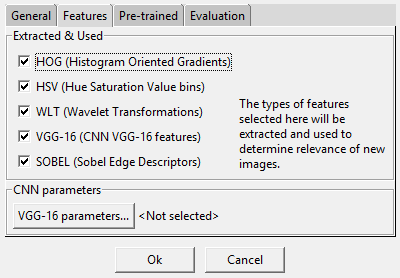 General Features Pre-trained Evaluation
Extracted & Used
HOG (Histogram Oriented Gradients)
HSV (Hue Saturation Value bins)
WLT (Wavelet Transformations)
VGG-16 (CNN VGG-16 features)
SOBEL (Sobel Edge Descriptors)
The types of features
selected here will be
extracted and used to
determine relevance of new
images.
CNN parameters
VGG-16 parameters... <Not selected>
Ok Cancel